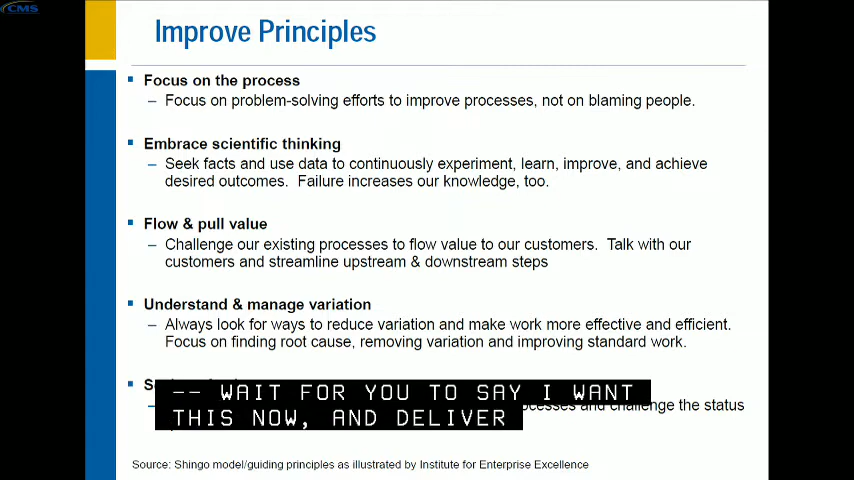 CMS
Improve Principles
Focus on the process
– Focus on problem-solving efforts to improve processes, not on blaming people.
Embrace scientific thinking
– Seek facts and use data to continuously experiment, learn, improve, and achieve
desired outcomes. Failure increases our knowledge, too.
Flow & pull value
– Challenge our existing processes to flow value to our customers. Talk with our
customers and streamline upstream & downstream steps
Understand & manage variation
– Always look for ways to reduce variation and make work more effective and efficient.
Focus on finding root cause, removing variation and improving standard work.
-- WAIT FOR YOU TO SAY I WANT
THIS NOW, AND DELIVER
and challenge the status
Source: Shingo model/guiding principles as illustrated by Institute for Enterprise Excellence